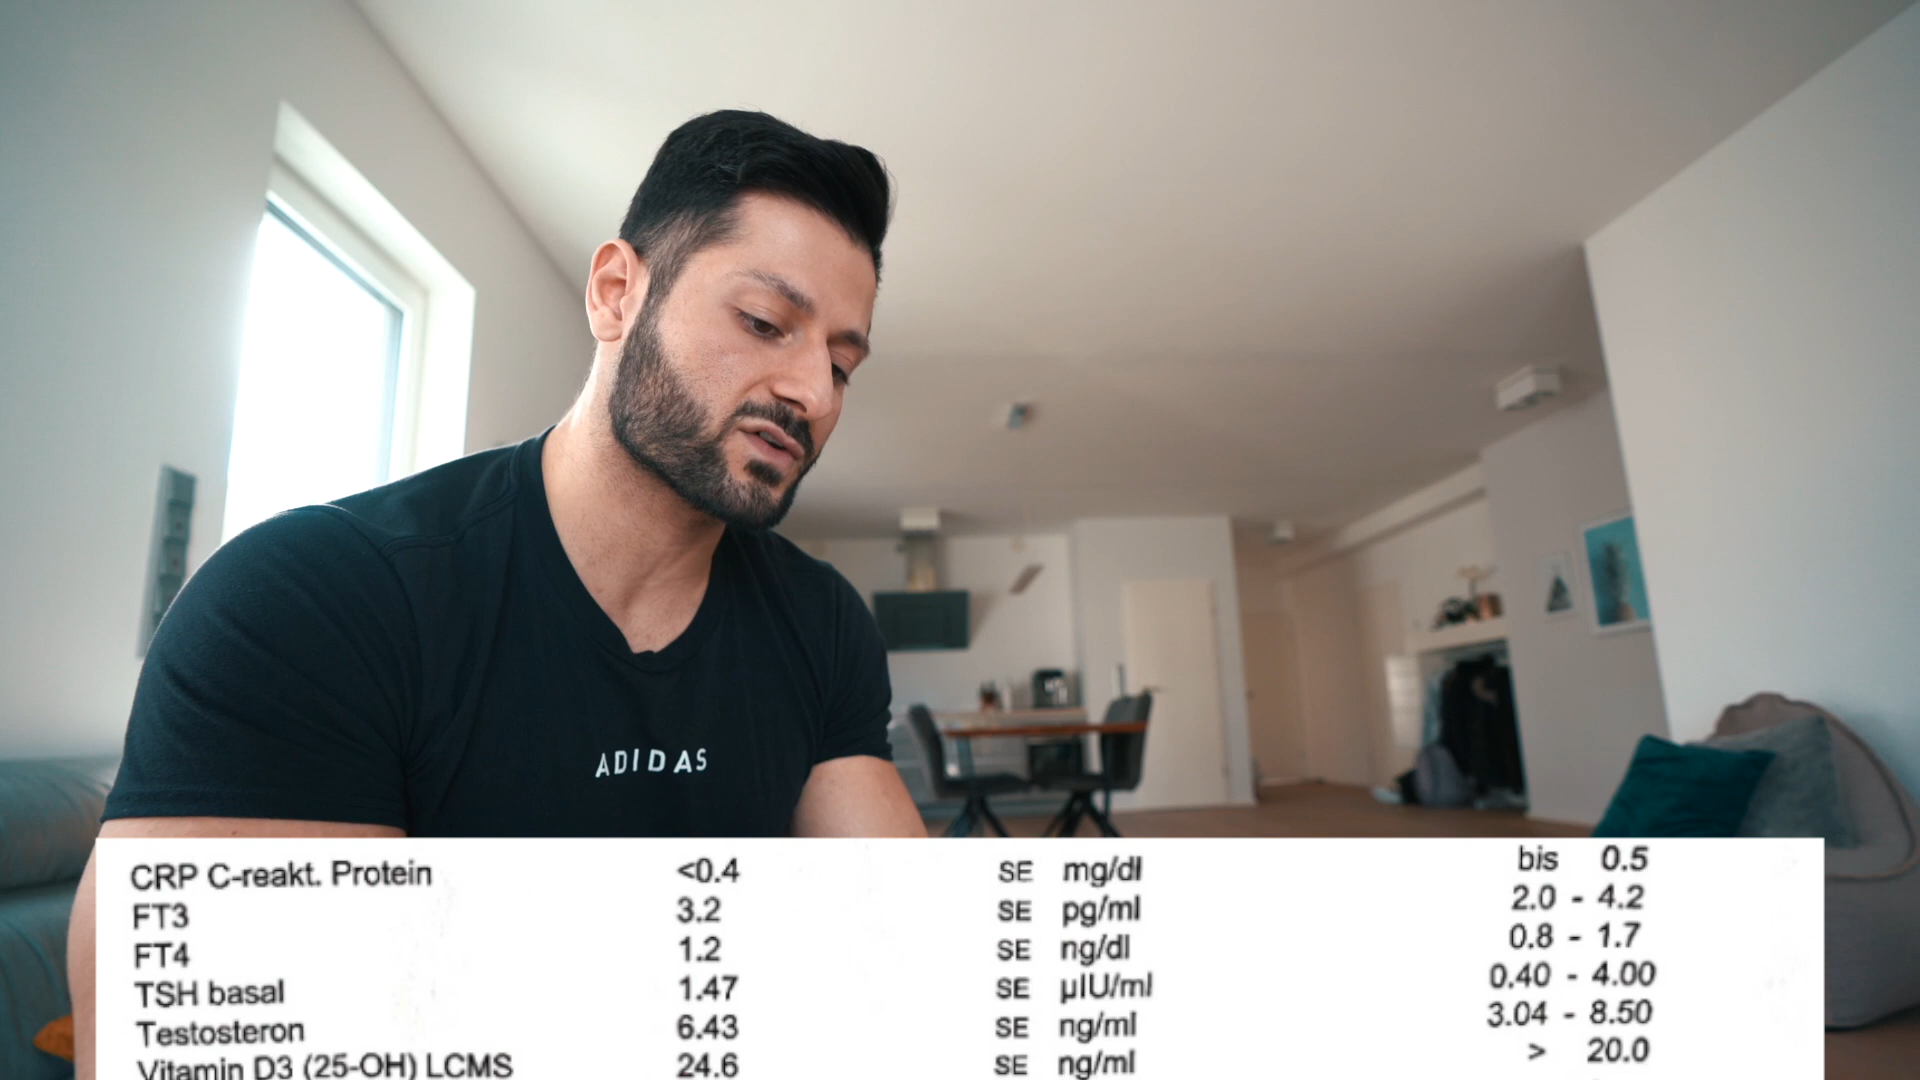 ADIDAS
CRP C-reakt. Protein <0.4 SE mg/dl bis 0.5
FT3 3.2 SE pg/ml 2.0 - 4.2
FT4 1.2 SE ng/dl 0.8 - 1.7
TSH basal 1.47 SE µIU/ml 0.40 - 4.00
Testosteron 6.43 SE ng/ml 3.04 - 8.50
Vitamin D3 (25-OH) LCMS 24.6 SE ng/ml > 20.0